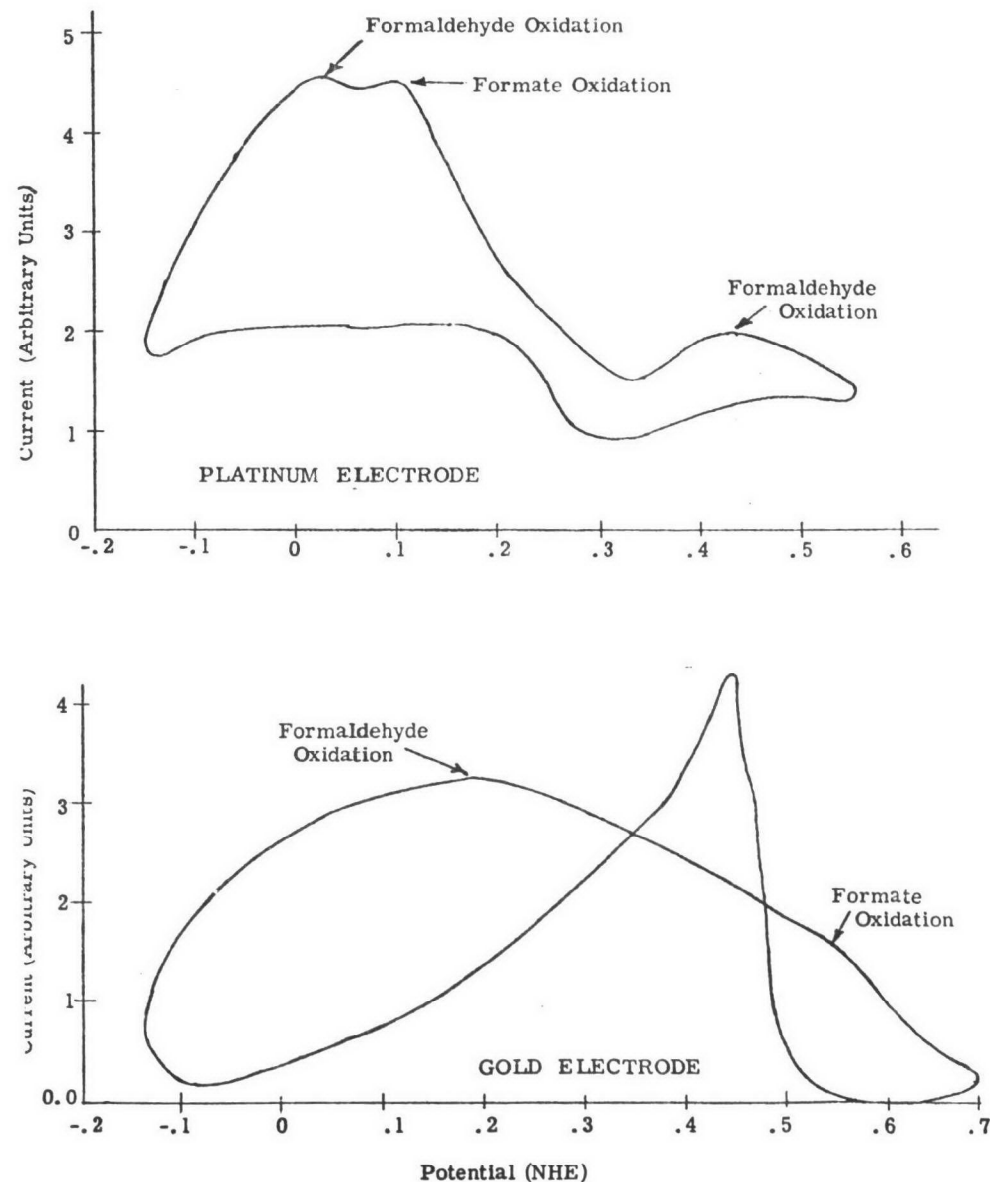 Formaldehyde Oxidation
Formate Oxidation
Formaldehyde
Oxidation
Current (Arbitrary Units)
5
4
3
2
1
0
PLATINUM ELECTRODE
-.2
-.1
0
.1
.2
.3
.4
.5
.6
Formaldehyde
Oxidation
Formate
Oxidation
Current (Arbitrary Units)
4
3
2
1
0.0
GOLD ELECTRODE
-.2
-.1
0
.1
.2
.3
.4
.5
.6
.7
Potential (NHE)